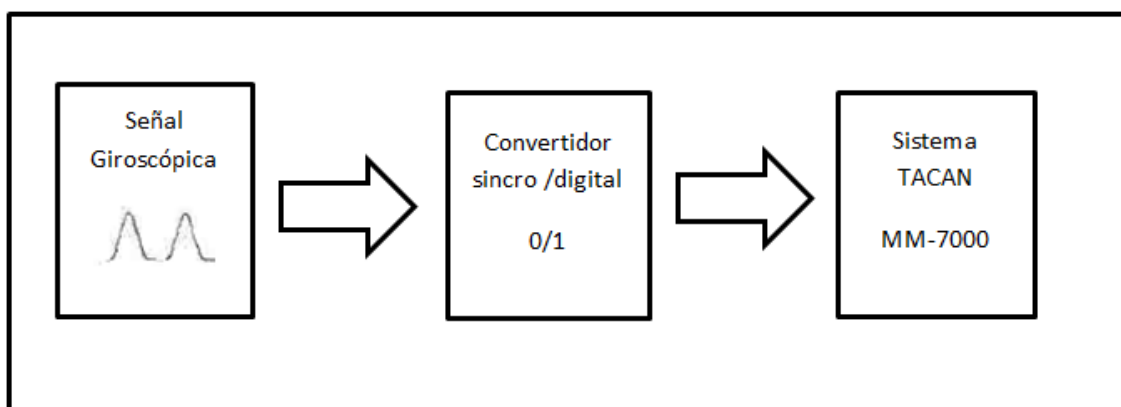 Señal
Giroscópica
Convertidor
sincro /digital
0/1
Sistema
TACAN
MM-7000